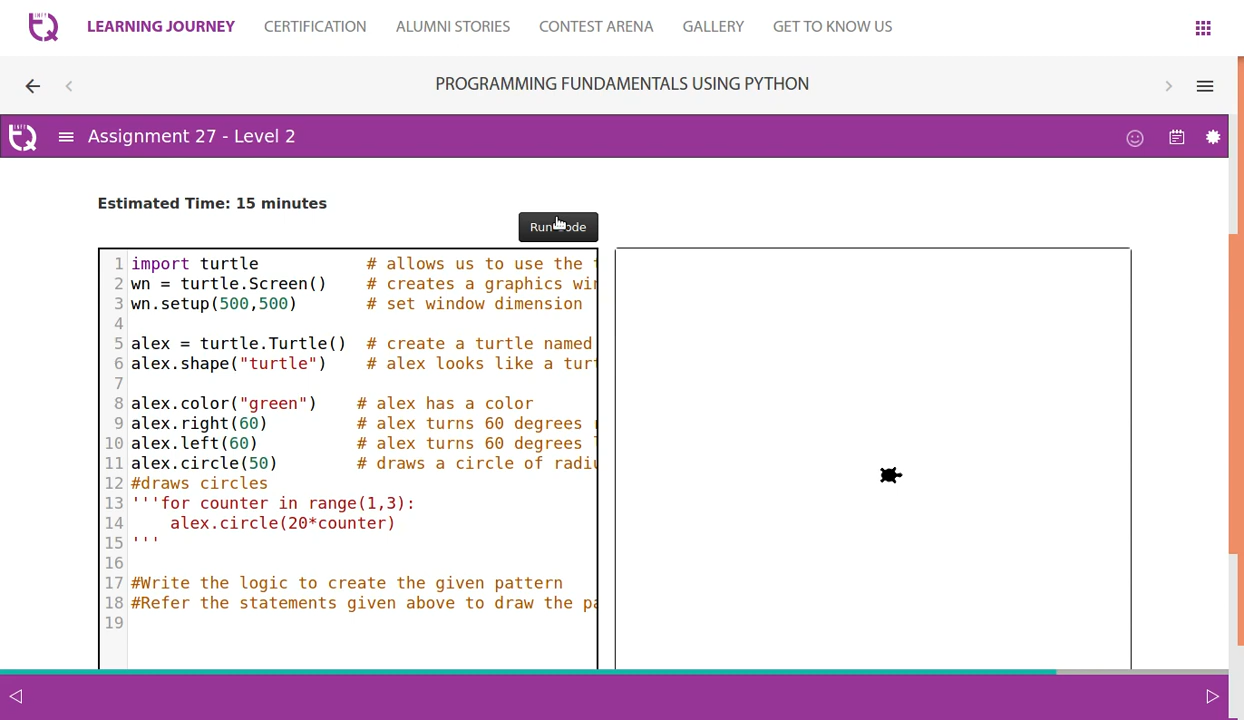 LEARNING JOURNEY CERTIFICATION ALUMNI STORIES CONTEST ARENA GALLERY GET TO KNOW US
PROGRAMMING FUNDAMENTALS USING PYTHON
Assignment 27 - Level 2
Estimated Time: 15 minutes
Run Code
1 import turtle # allows us to use the
2 wn = turtle.Screen() # creates a graphics
3 wn.setup(500,500) # set window dimension
4
5 alex = turtle.Turtle() # create a turtle named
6 alex.shape("turtle") # alex looks like a
7
8 alex.color("green") # alex has a color
9 alex.right(60) # alex turns 60 degrees
10 alex.left(60) # alex turns 60 degrees
11 alex.circle(50) # draws a circle of
12 #draws circles
13 '''for counter in range(1,3):
14 alex.circle(20*counter)
15 '''
16
17 #Write the logic to create the given pattern
18 #Refer the statements given above to draw the
19